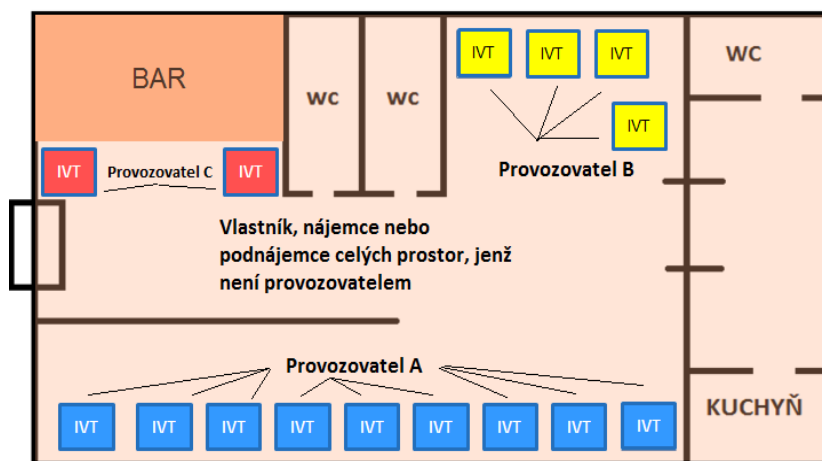 BAR
WC
WC
IVT
IVT
IVT
IVT
WC
IVT
Provozovatel C
IVT
Provozovatel B
Vlastník, nájemce nebo
podnájemce celých prostor, jenž
není provozovatelem
Provozovatel A
IVT
IVT
IVT
IVT
IVT
IVT
IVT
IVT
IVT
KUCHYŇ